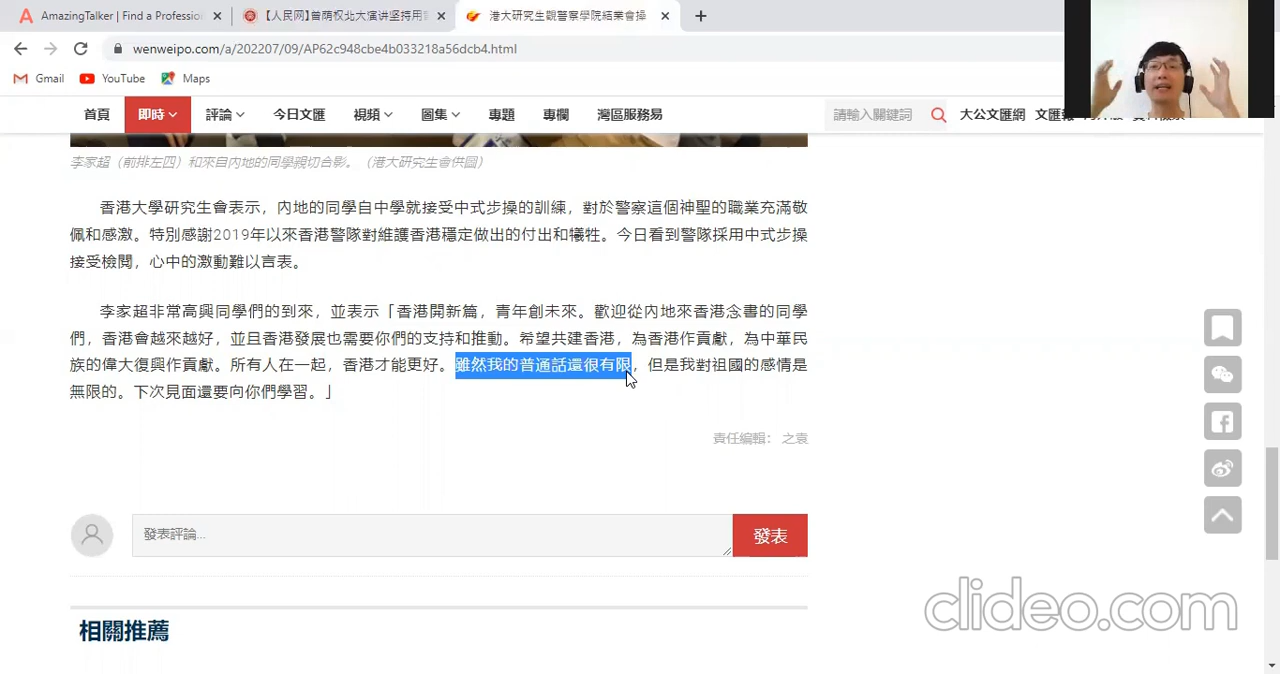 AmazingTalker | Find a Professio
【人民网】曾荫权北大演讲坚持用
港大研究生觀警察學院結業會操
wenweipo.com/a/202207/09/AP62c948cbe4b033218a56dcb4.html
Gmail YouTube Maps
首頁 即時 評論 今日文匯 視頻 圖集 專題 專欄 灣區服務易 請輸入關鍵詞 大公文匯網 文匯報
李家超（前排左四）和來自內地的同學親切合影。（港大研究生會供圖）
香港大學研究生會表示，內地的同學自中學就接受中式步操的訓練，對於警察這個神聖的職業充滿敬
佩和感激。特別感謝2019年以來香港警隊對維護香港穩定做出的付出和犧牲。今日看到警隊採用中式步操
接受檢閱，心中的激動難以言表。
李家超非常高興同學們的到來，並表示「香港開新篇，青年創未來。歡迎從內地來香港念書的同學
們，香港會越來越好，並且香港發展也需要你們的支持和推動。希望共建香港，為香港作貢獻，為中華民
族的偉大復興作貢獻。所有人在一起，香港才能更好。雖然我的普通話還很有限，但是我對祖國的感情是
無限的。下次見面還要向你們學習。」
責任編輯： 之袁
發表評論...
發表
相關推薦
clideo.com